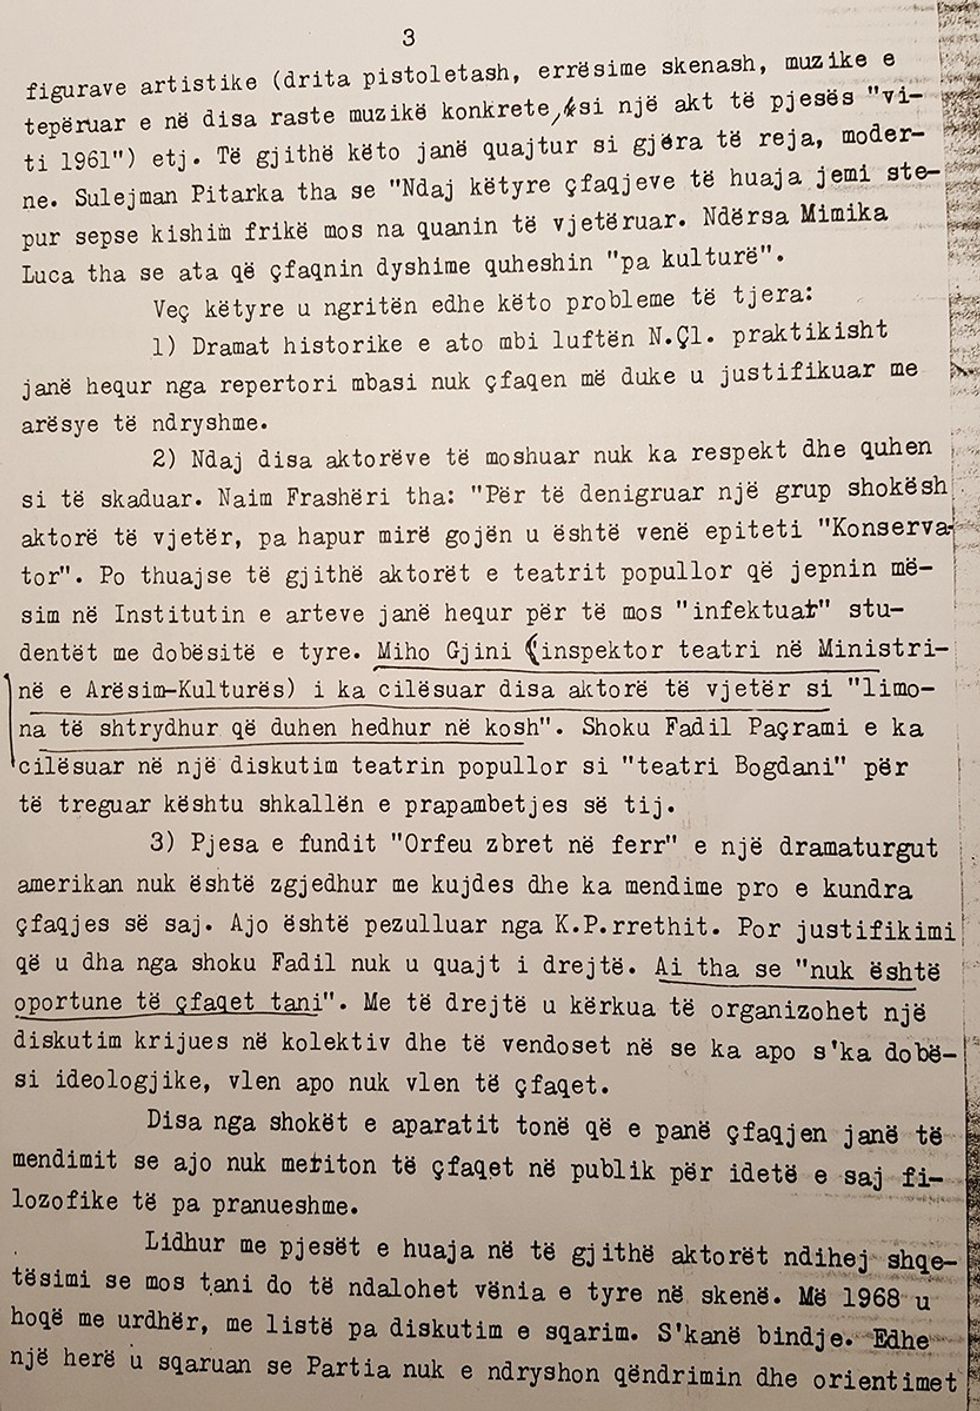 3
figurave artistike (drita pistoletash, errësime skenash, muzike e
tepëruar e në disa raste muzikë konkrete, si një akt të pjesës "vi-
ti 1961") etj. Të gjithë këto janë quajtur si gjëra të reja, moder-
ne. Sulejman Pitarka tha se "Ndaj këtyre çfaqjeve të huaja jemi ste-
pur sepse kishim frikë mos na quanin të vjetëruar. Ndërsa Mimika
Luca tha se ata që çfaqnin dyshime quheshin "pa kulturë".
Veç këtyre u ngritën edhe këto probleme të tjera:
1) Dramat historike e ato mbi luftën N.Çl. praktikisht
janë hequr nga repertori mbasi nuk çfaqen më duke u justifikuar me
arësye të ndryshme.
2) Ndaj disa aktorëve të moshuar nuk ka respekt dhe quhen
si të skaduar. Naim Frashëri tha: "Për të denigruar një grup shokësh
aktorë të vjetër, pa hapur mirë gojën u është venë epiteti "Konserva-
tor". Po thuajse të gjithë aktorët e teatrit popullor që jepnin më-
sim në Institutin e arteve janë hequr për të mos "infektuar" stu-
dentët me dobësitë e tyre. Miho Gjini (inspektor teatri në Ministri-
në e Arësim-Kulturës) i ka cilësuar disa aktorë të vjetër si "limo-
na të shtrydhur që duhen hedhur në kosh". Shoku Fadil Paçrami e ka
cilësuar në një diskutim teatrin popullor si "teatri Bogdani" për
të treguar kështu shkallën e prapambetjes së tij.
3) Pjesa e fundit "Orfeu zbret në ferr" e një dramaturgut
amerikan nuk është zgjedhur me kujdes dhe ka mendime pro e kundra
çfaqjes së saj. Ajo është pezulluar nga K.P.rrethit. Por justifikimi
që u dha nga shoku Fadil nuk u quajt i drejtë. Ai tha se "nuk është
oportune të çfaqet tani". Me të drejtë u kërkua të organizohet një
diskutim krijues në kolektiv dhe të vendoset në se ka apo s'ka dobë-
si ideologjike, vlen apo nuk vlen të çfaqet.
Disa nga shokët e aparatit tonë që e panë çfaqjen janë të
mendimit se ajo nuk meriton të çfaqet në publik për idetë e saj fi-
lozofike të pa pranueshme.
Lidhur me pjesët e huaja në të gjithë aktorët ndihej shqe-
tësimi se mos tani do të ndalohet vënia e tyre në skenë. Më 1968 u
hoqë me urdhër, me listë pa diskutim e sqarim. S'kanë bindje. Edhe
një herë u sqaruan se Partia nuk e ndryshon qëndrimin dhe orientimet